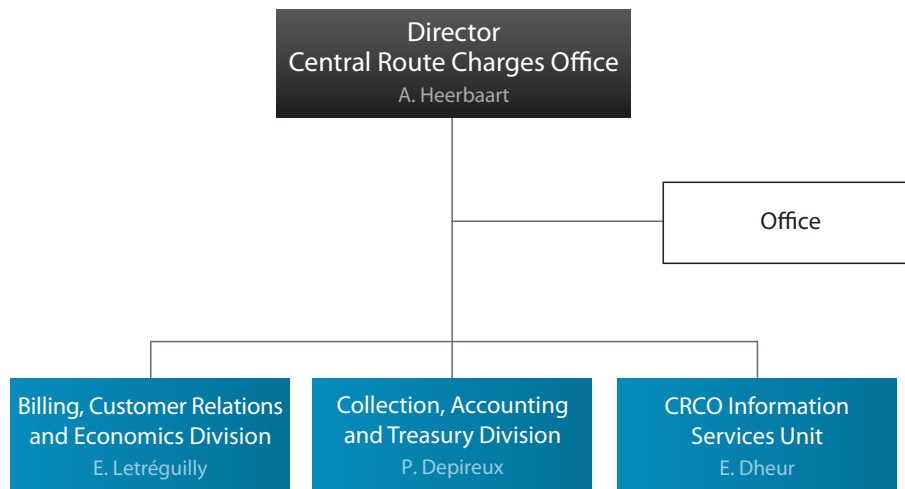 Director
Central Route Charges Office
A. Heerbaart
Office
Billing, Customer Relations
and Economics Division
E. Letréguilly
Collection, Accounting
and Treasury Division
P. Depireux
CRCO Information
Services Unit
E. Dheur